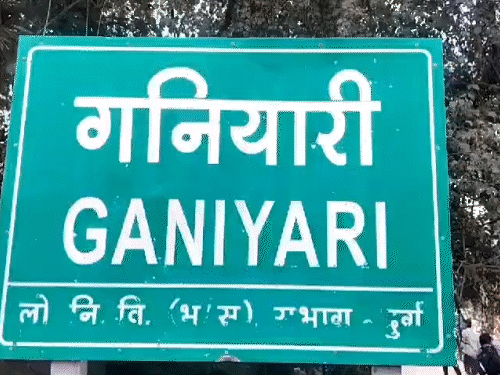 गनियारी
GANIYARI
लो नि वि. (भ/स) संभाग - दुर्ग